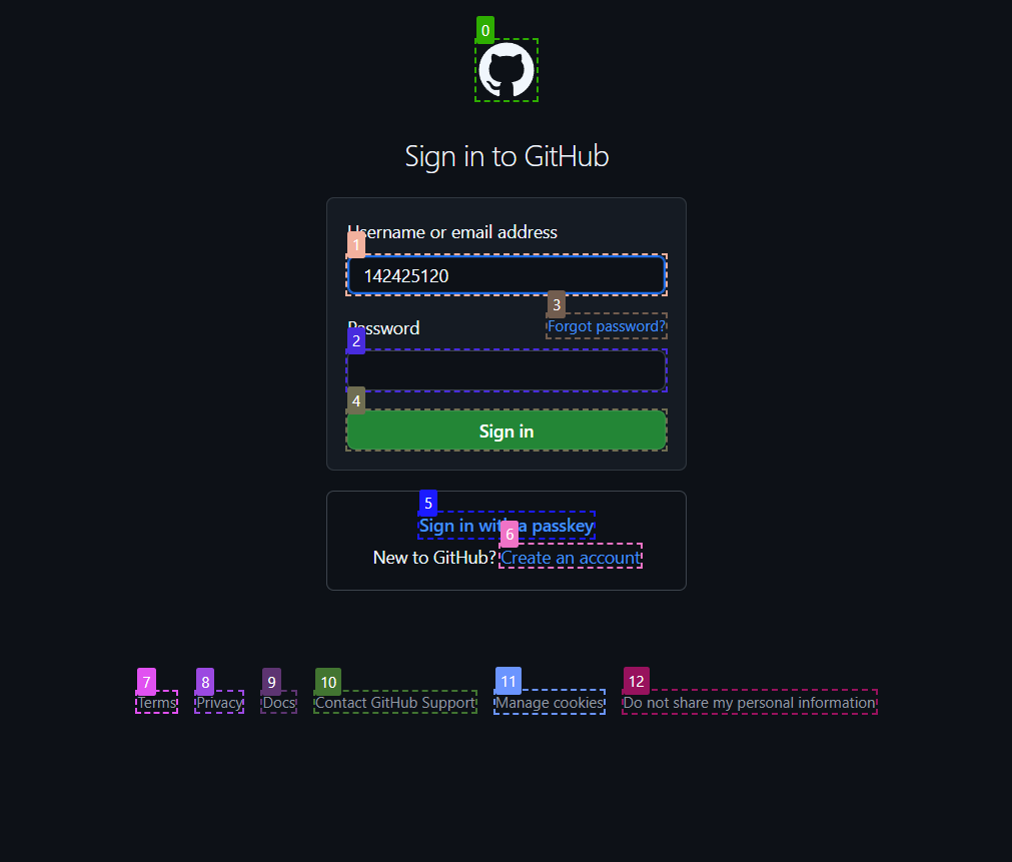 0
Sign in to GitHub
Username or email address
1
142425120
3
Password
Forgot password?
2
4
Sign in
5
Sign in with a passkey
6
New to GitHub? Create an account
7 8 9 10 11 12
Terms Privacy Docs Contact GitHub Support Manage cookies Do not share my personal information